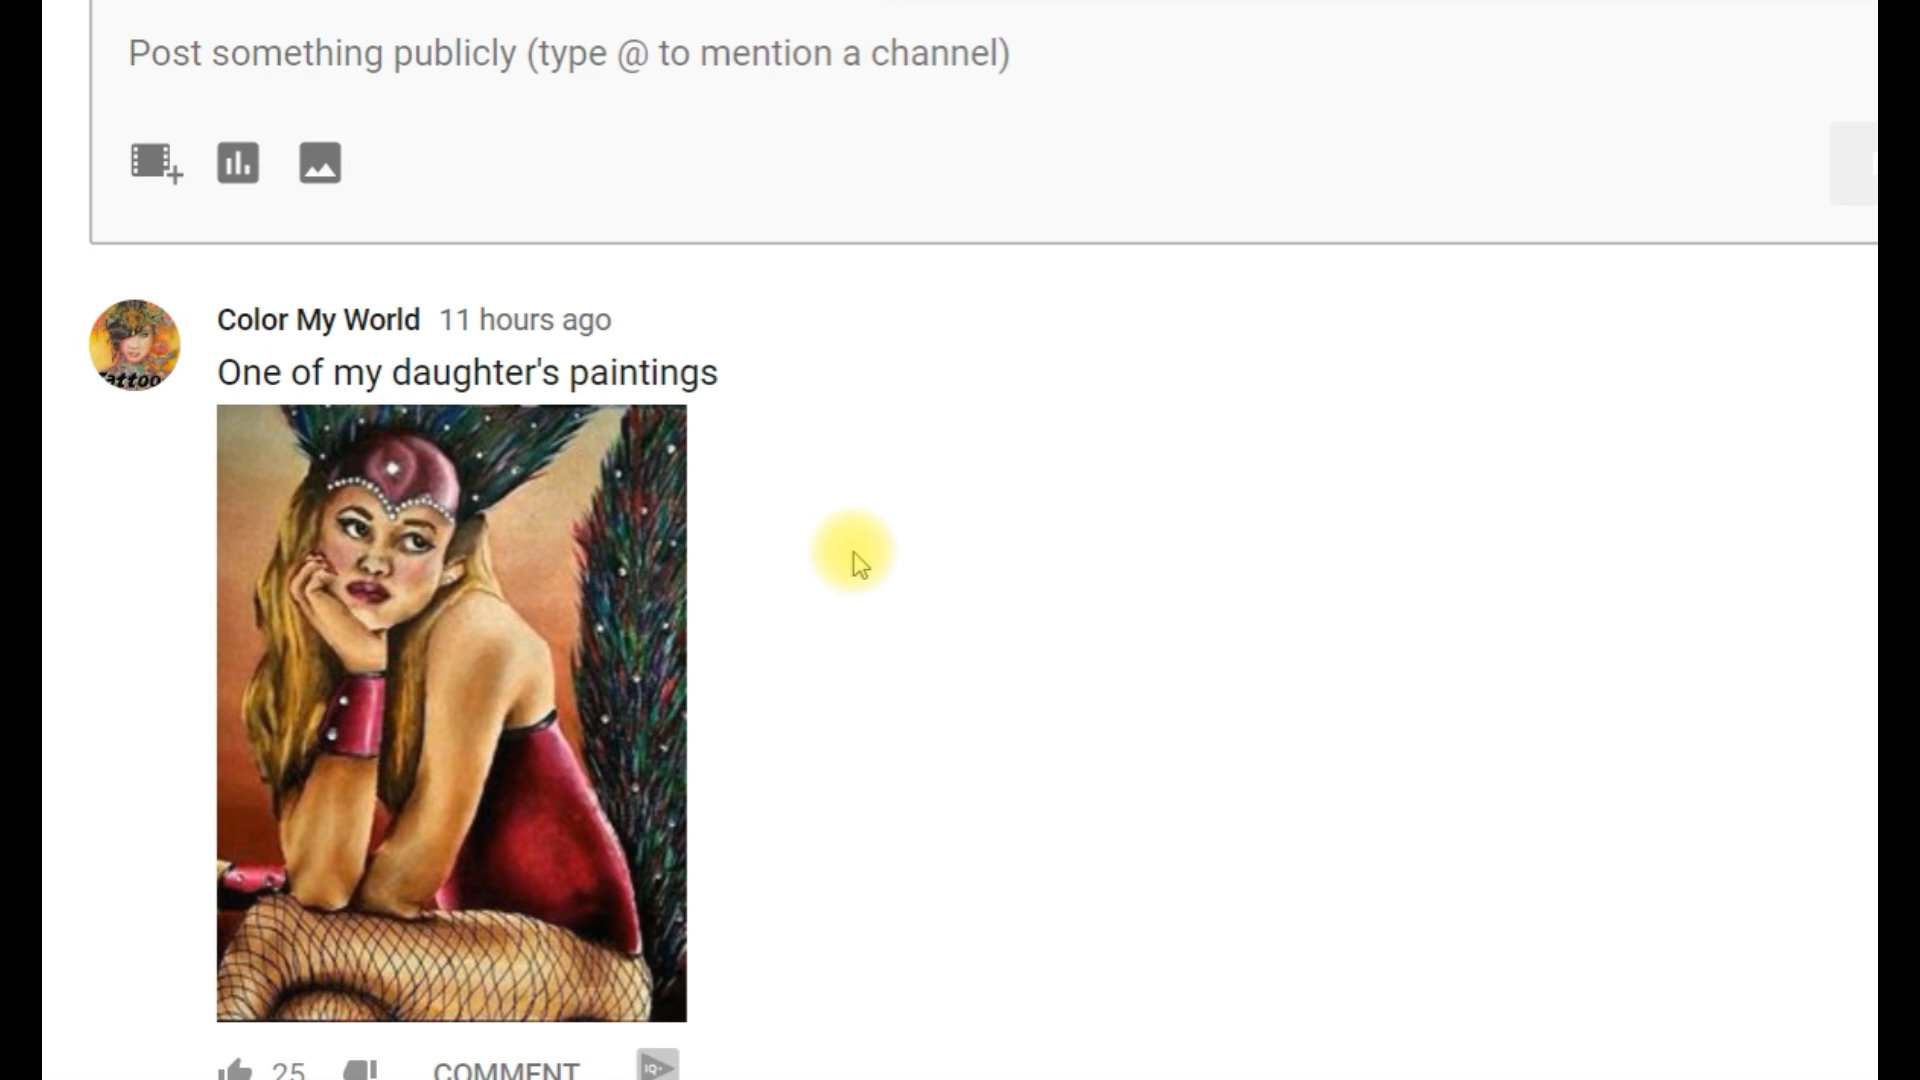 Post something publicly (type @ to mention a channel)
Color My World 11 hours ago
One of my daughter's paintings
25 COMMENT
IQ